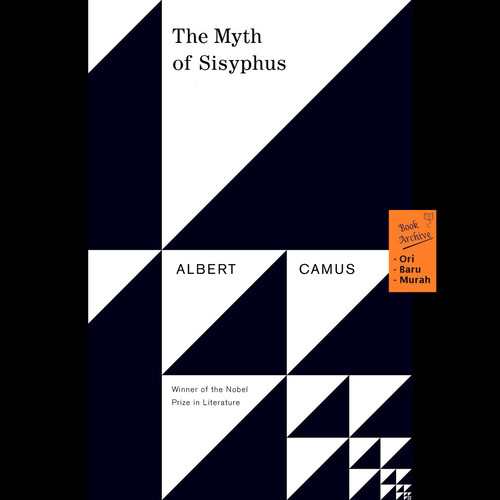 The Myth
of Sisyphus
ALBERT CAMUS
Winner of the Nobel
Prize in Literature
Book
Archive
- Ori
- Baru
- Murah